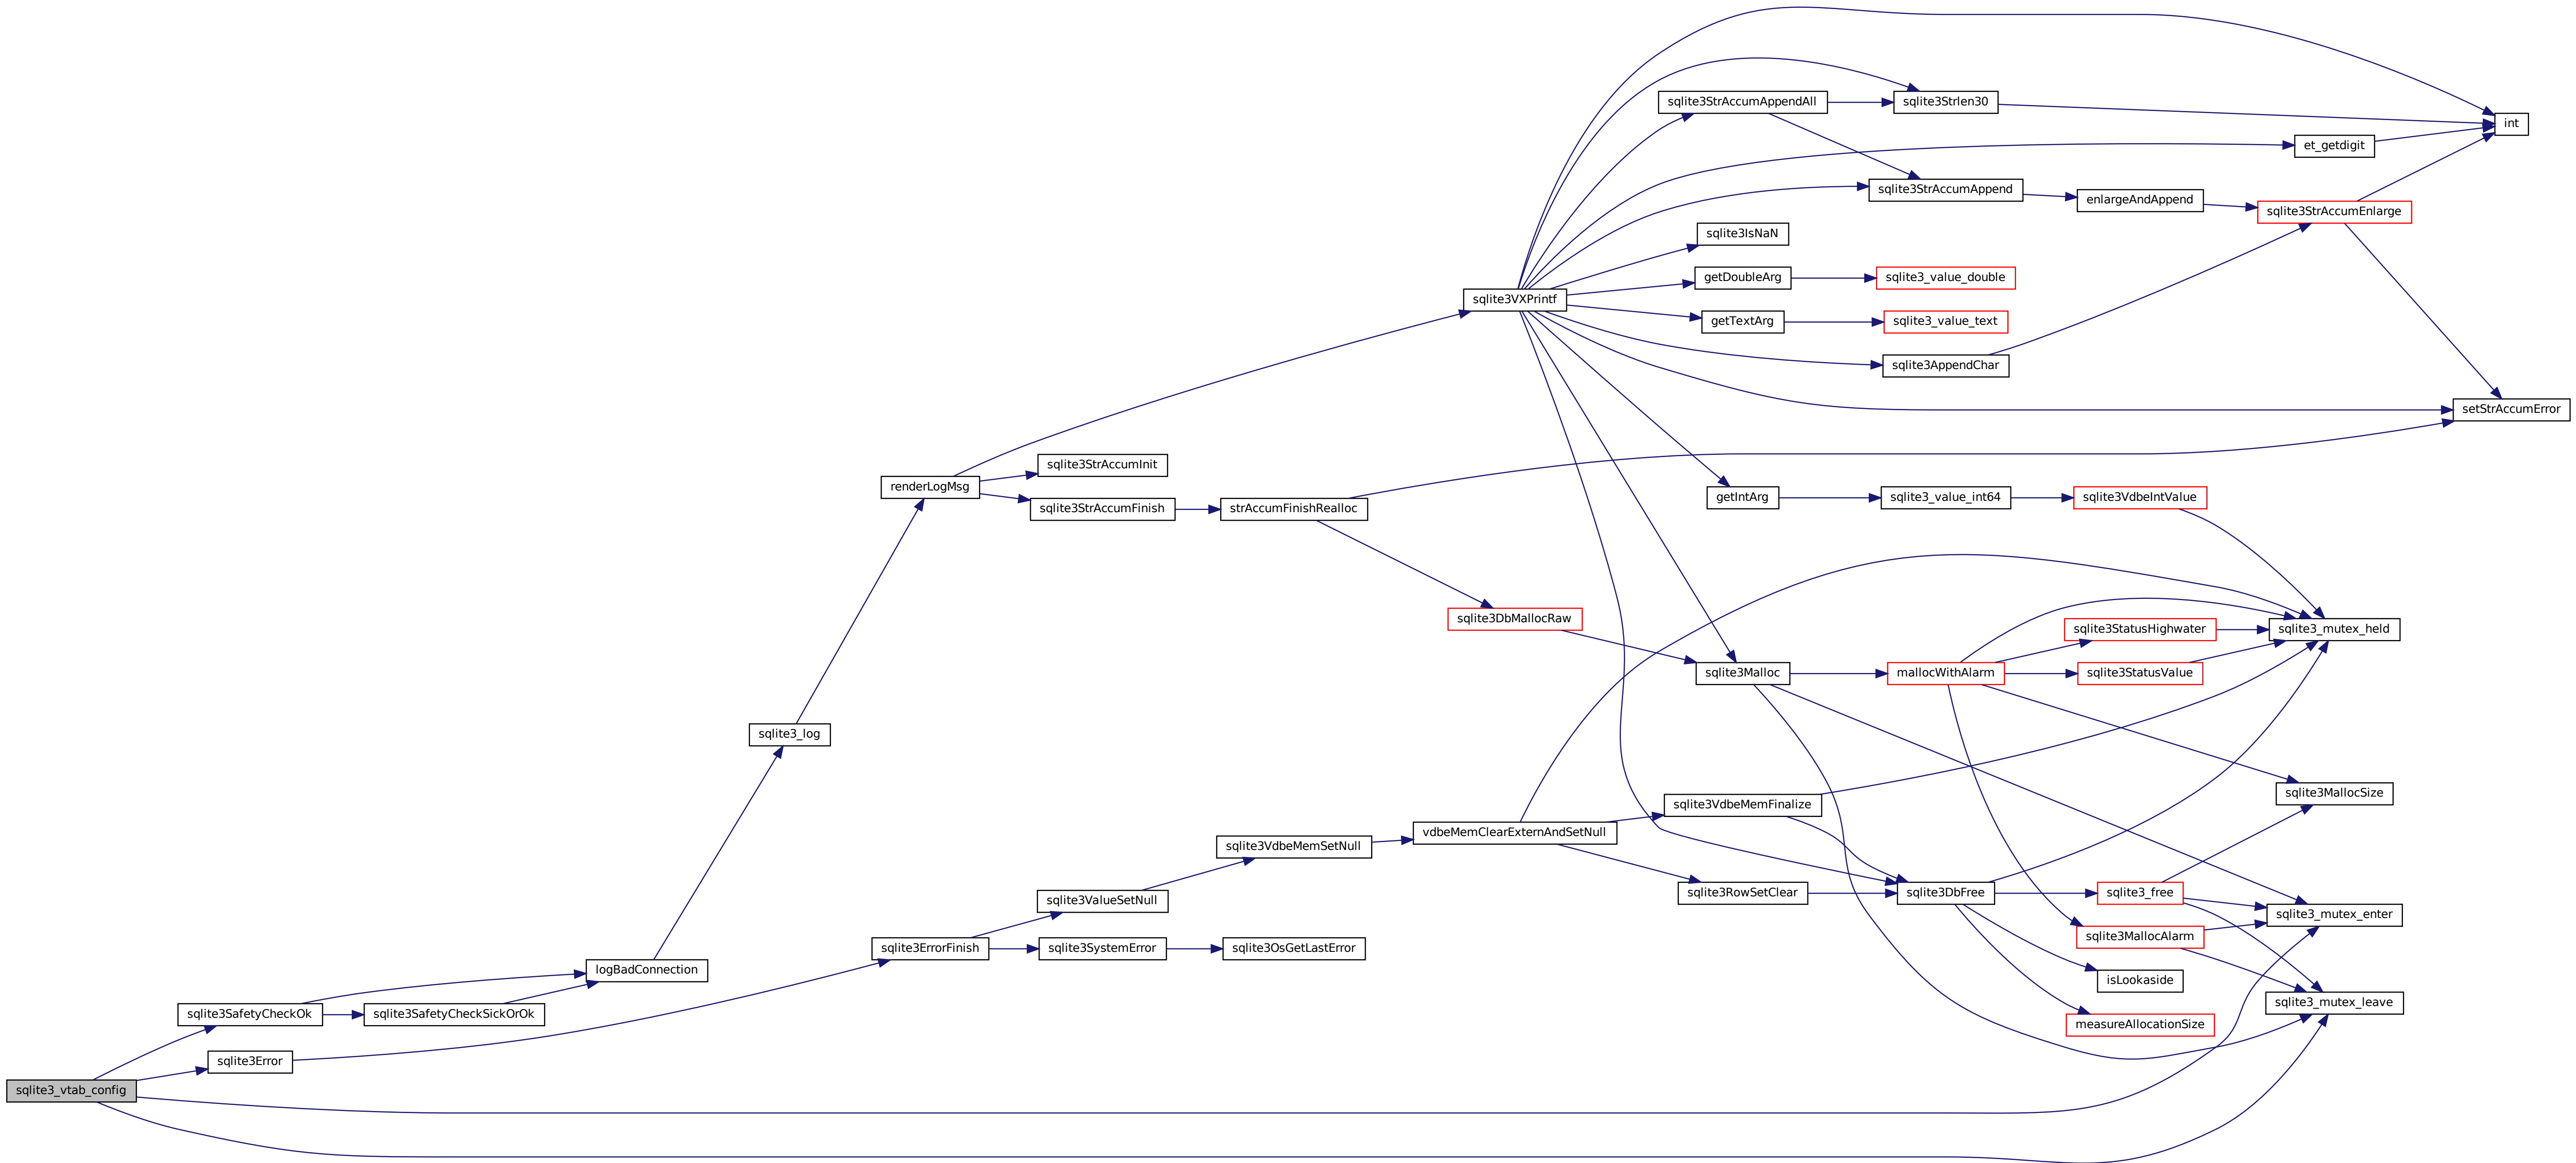 sqlite3_vtab_config
sqlite3SafetyCheckOk
sqlite3Error
sqlite3SafetyCheckSickOrOk
logBadConnection
sqlite3_log
renderLogMsg
sqlite3ErrorFinish
sqlite3StrAccumInit
sqlite3StrAccumFinish
sqlite3ValueSetNull
sqlite3SystemError
strAccumFinishRealloc
sqlite3VdbeMemSetNull
sqlite3OsGetLastError
sqlite3VXPrintf
sqlite3DbMallocRaw
vdbeMemClearExternAndSetNull
sqlite3StrAccumAppendAll
sqlite3IsNaN
getDoubleArg
getTextArg
getIntArg
sqlite3Malloc
sqlite3VdbeMemFinalize
sqlite3RowSetClear
sqlite3Strlen30
sqlite3StrAccumAppend
sqlite3_value_double
sqlite3_value_text
sqlite3AppendChar
sqlite3_value_int64
mallocWithAlarm
sqlite3DbFree
enlargeAndAppend
sqlite3VdbeIntValue
sqlite3StatusHighwater
sqlite3StatusValue
sqlite3_free
sqlite3MallocAlarm
isLookaside
measureAllocationSize
et_getdigit
sqlite3StrAccumEnlarge
sqlite3_mutex_held
sqlite3MallocSize
sqlite3_mutex_enter
sqlite3_mutex_leave
int
setStrAccumError